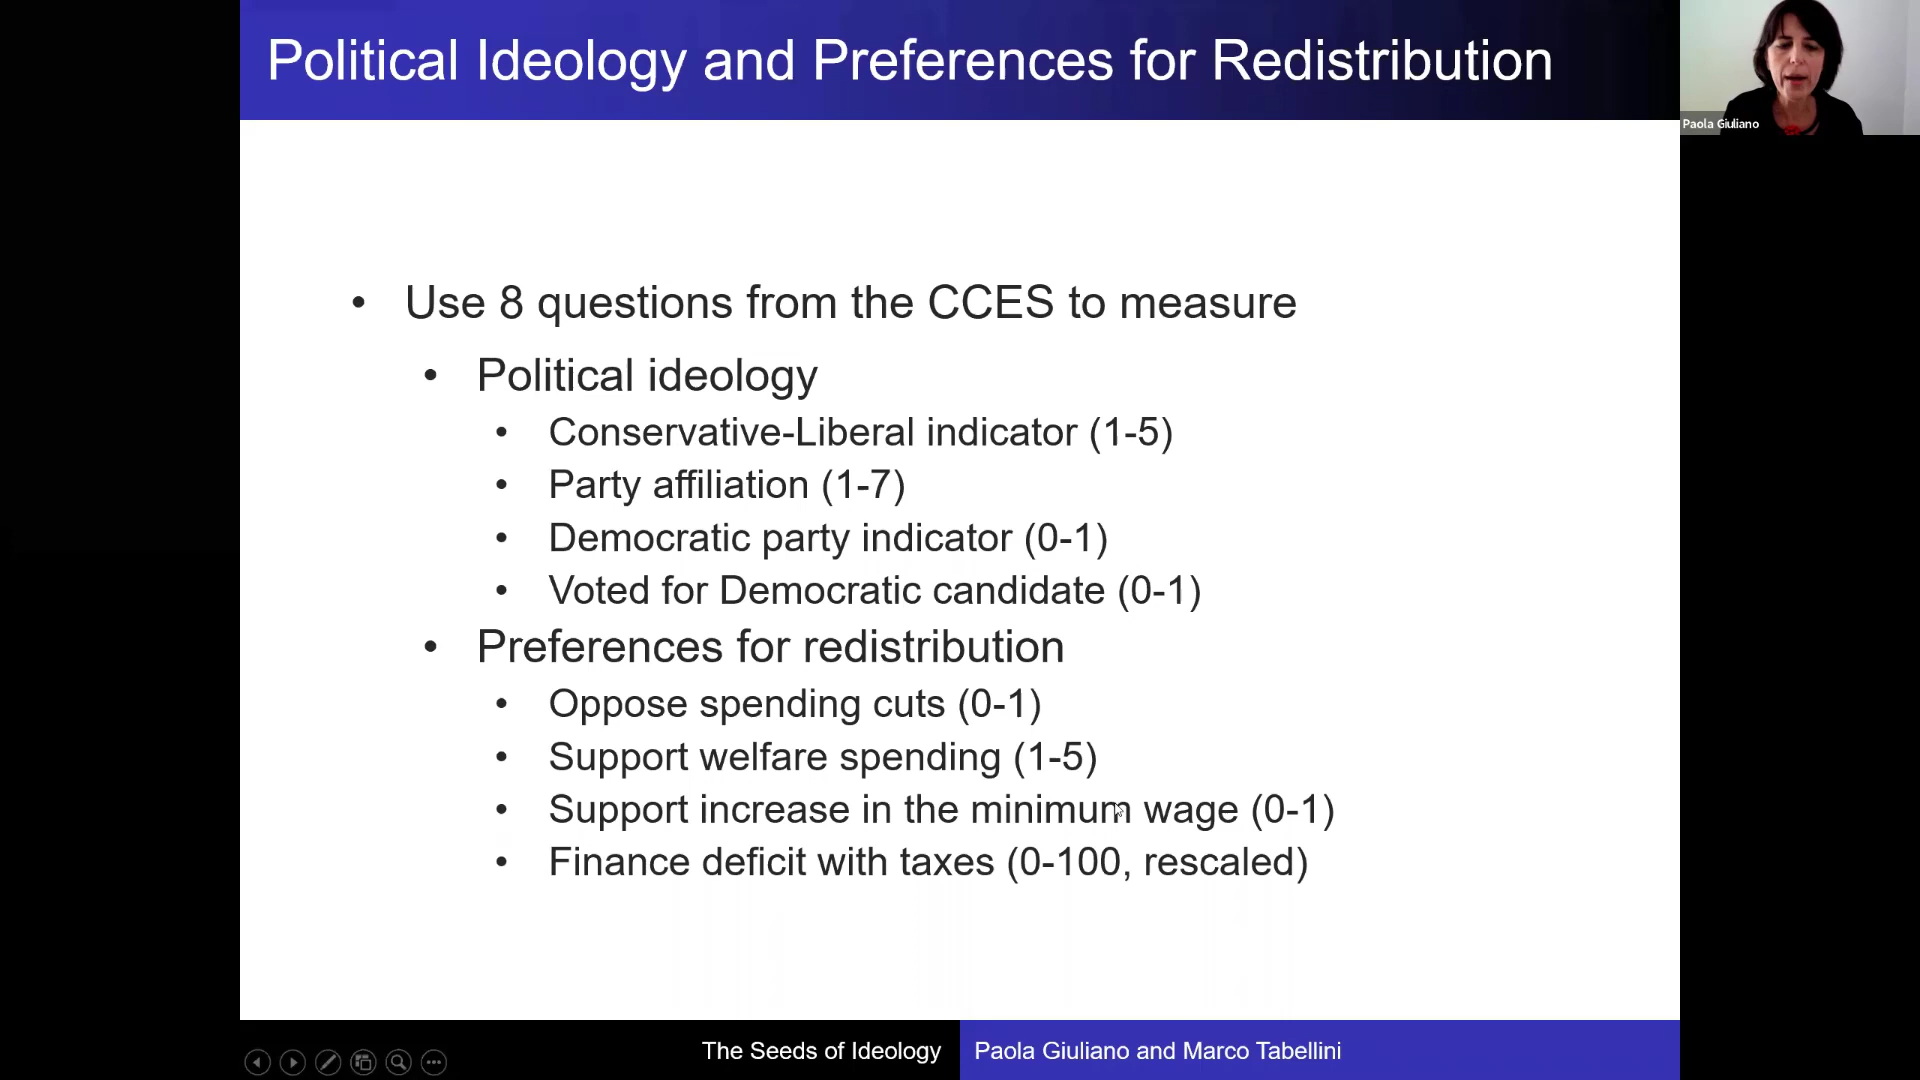 Political Ideology and Preferences for Redistribution
Paola Giuliano
• Use 8 questions from the CCES to measure
• Political ideology
• Conservative-Liberal indicator (1-5)
• Party affiliation (1-7)
• Democratic party indicator (0-1)
• Voted for Democratic candidate (0-1)
• Preferences for redistribution
• Oppose spending cuts (0-1)
• Support welfare spending (1-5)
• Support increase in the minimum wage (0-1)
• Finance deficit with taxes (0-100, rescaled)
The Seeds of Ideology
Paola Giuliano and Marco Tabellini